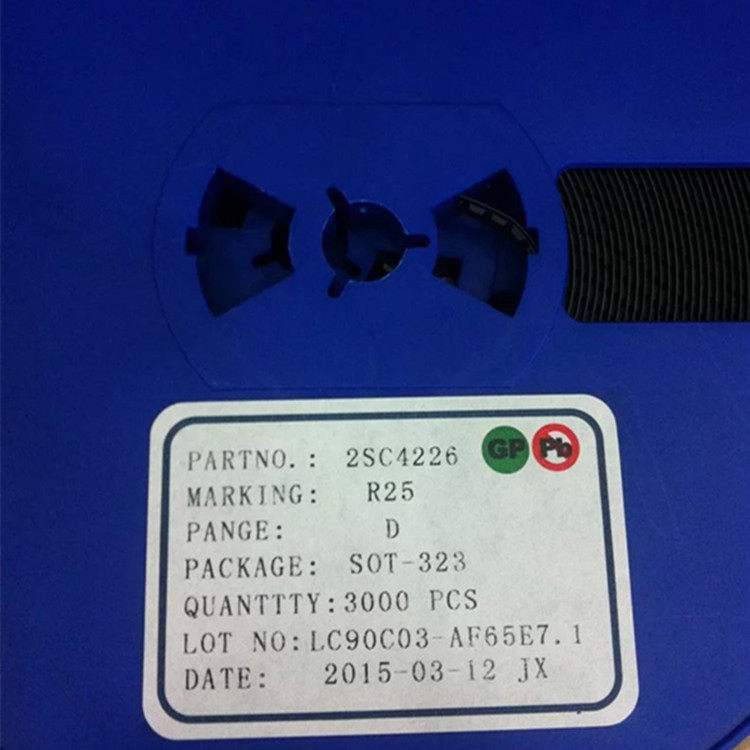 GP Pb
PARTNO.: 2SC4226
MARKING: R25
PANGE: D
PACKAGE: SOT-323
QUANTTTY:3000 PCS
LOT NO:LC90C03-AF65E7.1
DATE: 2015-03-12 JX